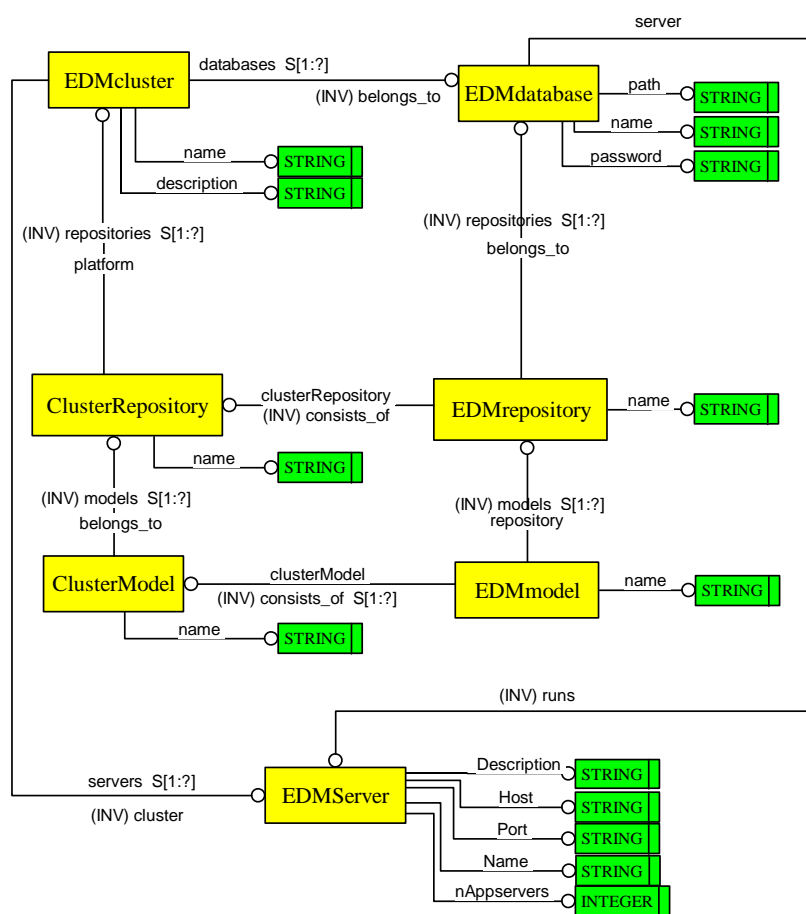 server
databases  S[1:?]
EDMcluster
(INV) belongs_to
EDMdatabase
path
STRING
name
STRING
password
STRING
name
STRING
description
STRING
(INV) repositories  S[1:?]
platform
(INV) repositories  S[1:?]
belongs_to
ClusterRepository
clusterRepository
(INV) consists_of
EDMrepository
name
STRING
name
STRING
(INV) models  S[1:?]
belongs_to
(INV) models  S[1:?]
repository
ClusterModel
clusterModel
(INV) consists_of  S[1:?]
EDMmodel
name
STRING
name
STRING
(INV) runs
servers  S[1:?]
(INV) cluster
EDMServer
Description
STRING
Host
STRING
Port
STRING
Name
STRING
nAppservers
INTEGER